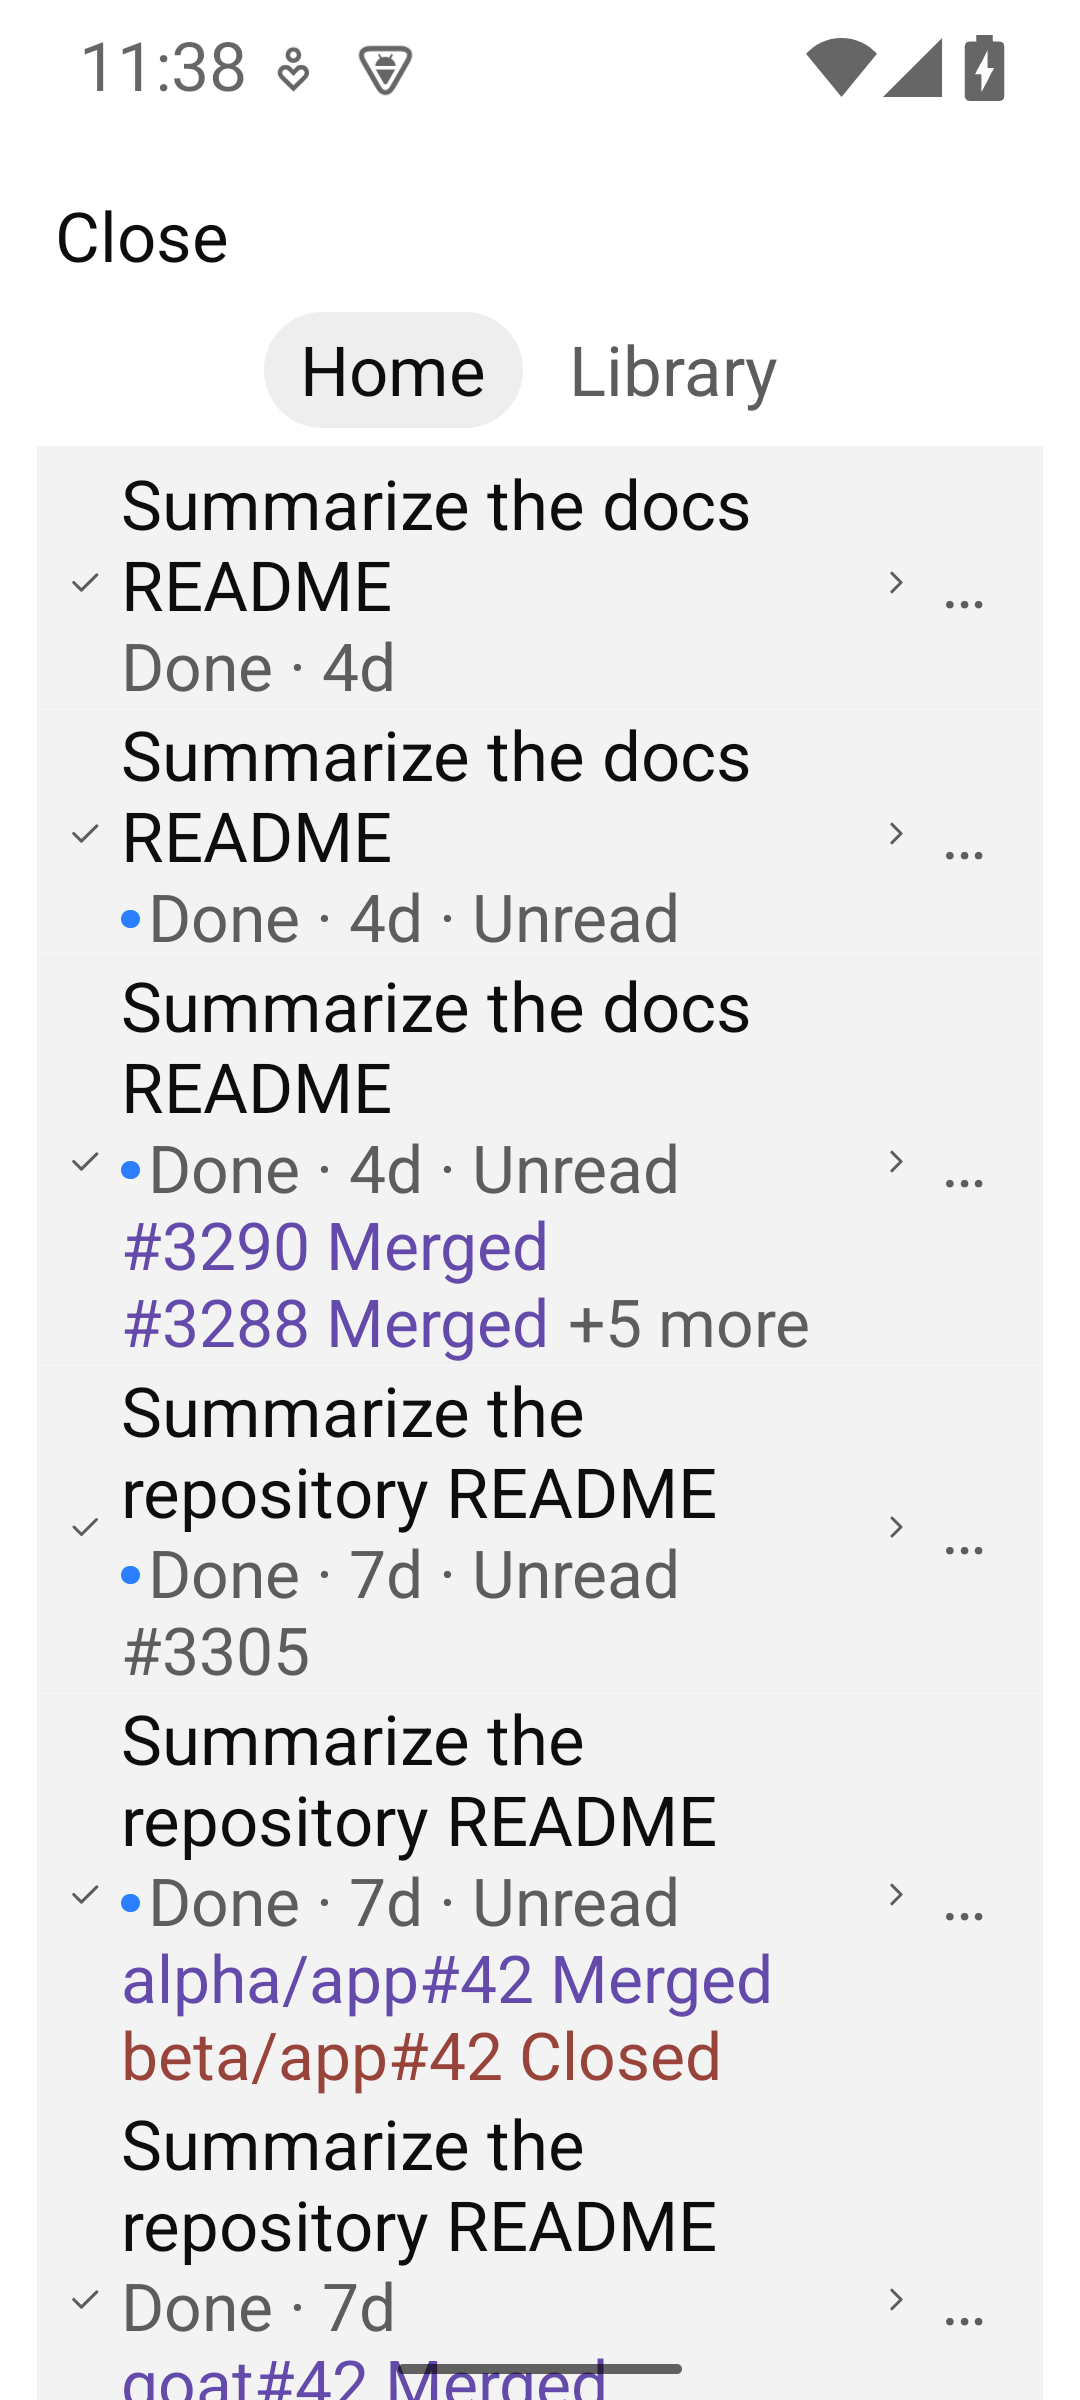 11:38
Close
Home Library
Summarize the docs
README
Done · 4d
...
Summarize the docs
README
Done · 4d · Unread
...
Summarize the docs
README
Done · 4d · Unread
...
#3290 Merged
#3288 Merged +5 more
Summarize the
repository README
...
Done · 7d · Unread
#3305
Summarize the
repository README
Done · 7d · Unread
...
alpha/app#42 Merged
beta/app#42 Closed
Summarize the
repository README
Done · 7d
...
goat#42 Merged